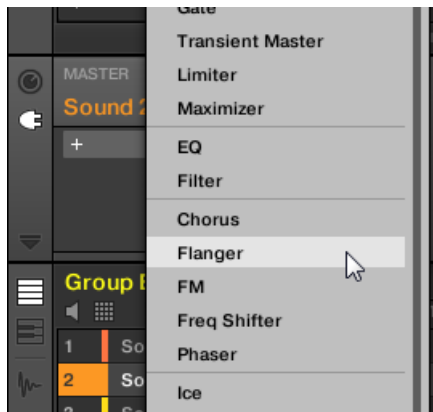 Gate
Transient Master
MASTER
Limiter
Sound 2
Maximizer
+
EQ
Filter
Chorus
Flanger
Group
FM
Freq Shifter
1 So
Phaser
2 So
Ice